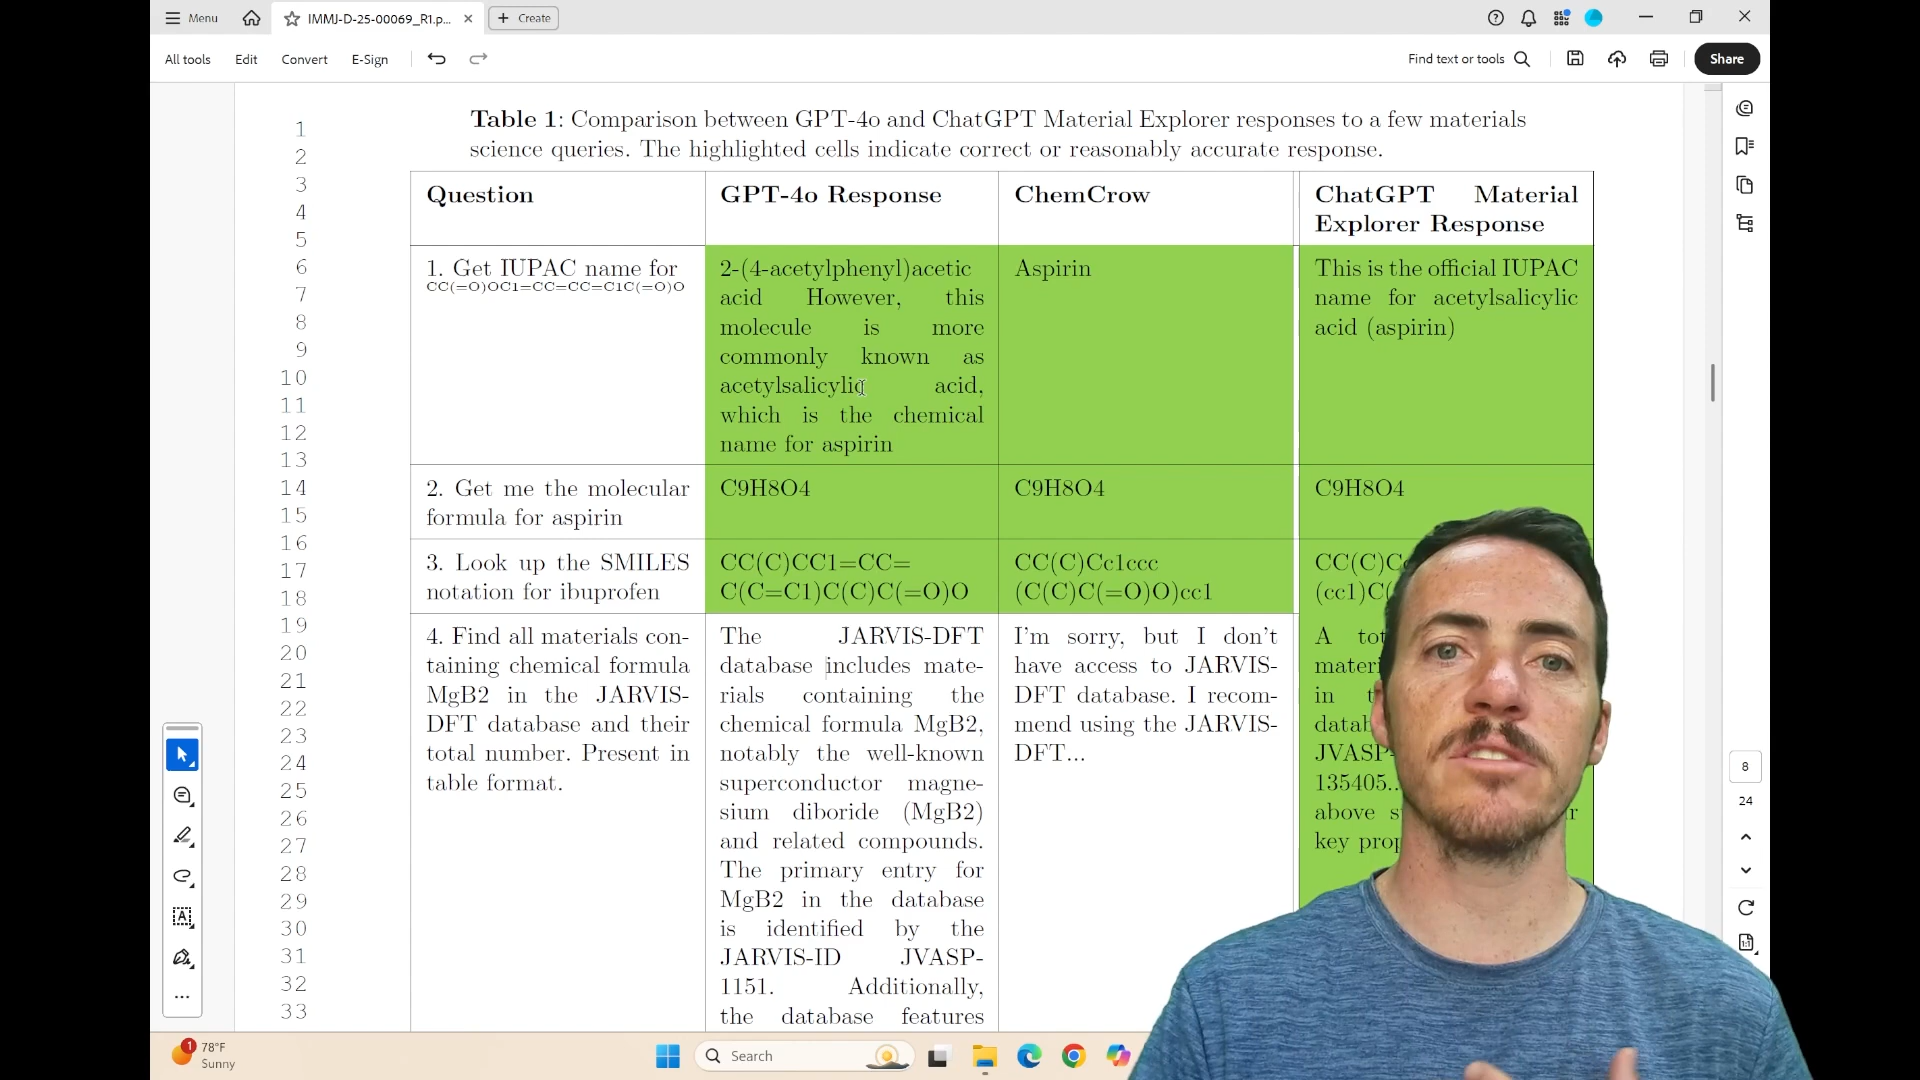 Menu
IMMJ-D-25-00069_R1.p...
Create
All tools
Edit
Convert
E-Sign
Find text or tools
Share
Table 1: Comparison between GPT-4o and ChatGPT Material Explorer responses to a few materials
science queries. The highlighted cells indicate correct or reasonably accurate response.
1
2
3
4
5
6
7
8
9
10
11
12
13
14
15
16
17
18
19
20
21
22
23
24
25
26
27
28
29
30
31
32
33
Question
GPT-4o Response
ChemCrow
ChatGPT Material
Explorer Response
1. Get IUPAC name for
CC(=O)OC1=CC=CC=C1C(=O)O
2-(4-acetylphenyl)acetic
acid However, this
molecule is more
commonly known as
acetylsalicylic acid,
which is the chemical
name for aspirin
Aspirin
This is the official IUPAC
name for acetylsalicylic
acid (aspirin)
2. Get me the molecular
formula for aspirin
C9H8O4
C9H8O4
C9H8O4
3. Look up the SMILES
notation for ibuprofen
CC(C)CC1=CC=
C(C=C1)C(C)C(=O)O
CC(C)Cc1ccc
(C(C)C(=O)O)cc1
4. Find all materials con-
taining chemical formula
MgB2 in the JARVIS-
DFT database and their
total number. Present in
table format.
The JARVIS-DFT
database includes mate-
rials containing the
chemical formula MgB2,
notably the well-known
superconductor magne-
sium diboride (MgB2)
and related compounds.
The primary entry for
MgB2 in the database
is identified by the
JARVIS-ID JVASP-
1151. Additionally,
the database features
I'm sorry, but I don't
have access to JARVIS-
DFT database. I recom-
mend using the JARVIS-
DFT...
A
in
JVASP-
135405..
above
key
8
24
1
78°F
Sunny
Search